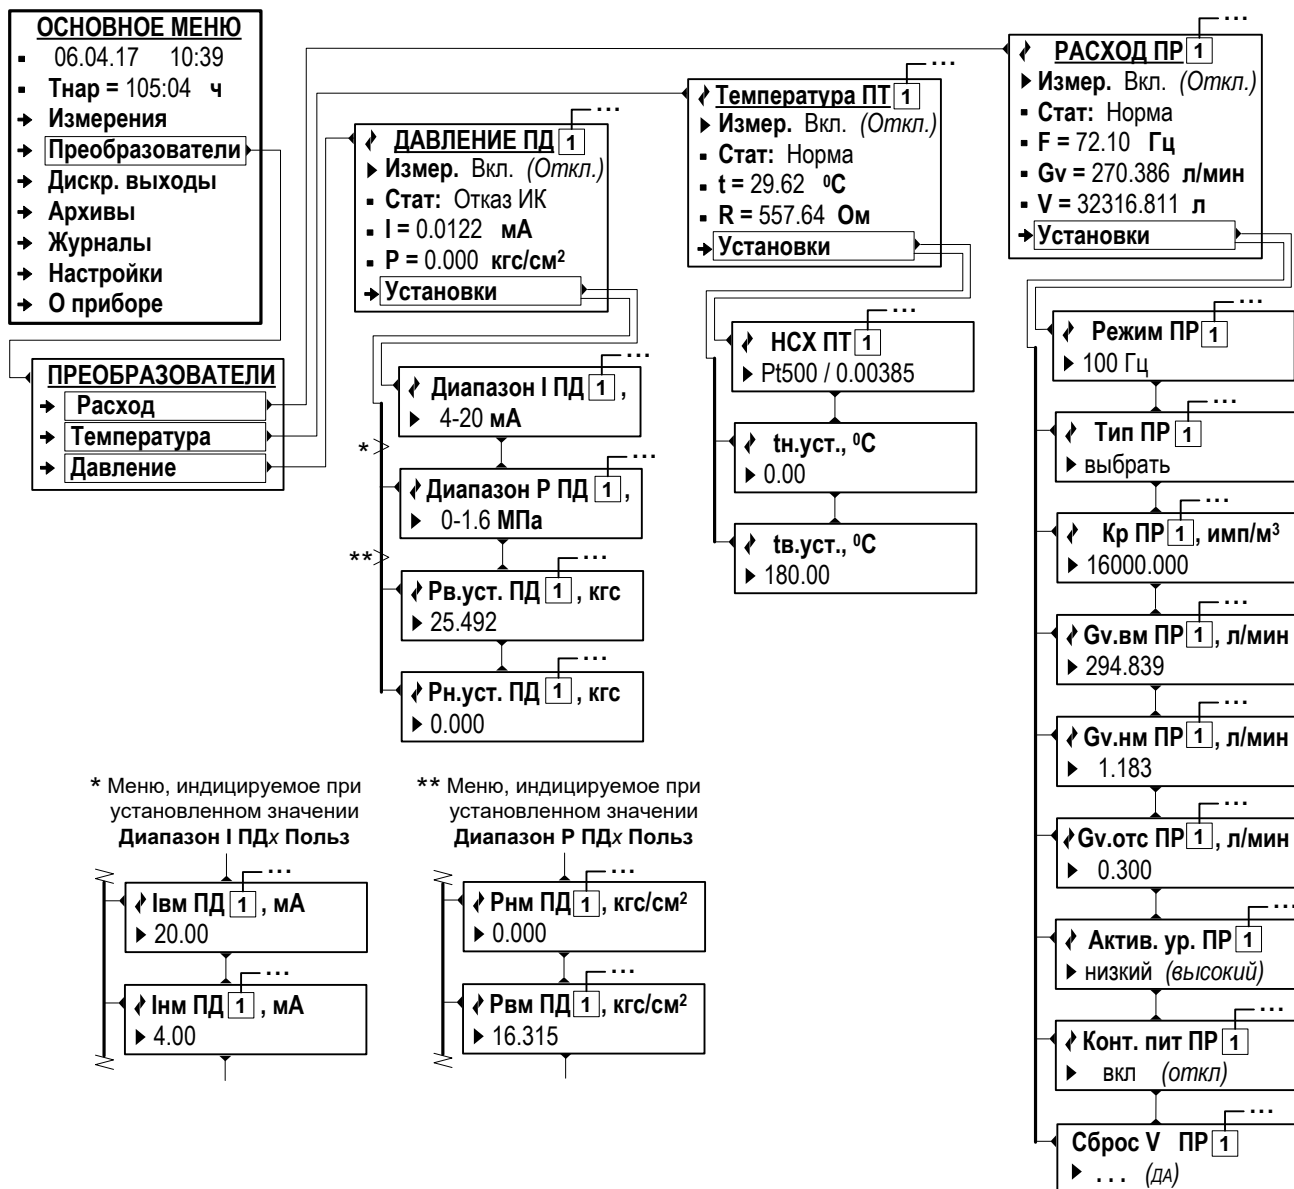 ОСНОВНОЕ МЕНЮ
06.04.17 10:39
Тнар = 105:04 ч
Измерения
Преобразователи
Дискр. выходы
Архивы
Журналы
Настройки
О приборе
ПРЕОБРАЗОВАТЕЛИ
Расход
Температура
Давление
...
ДАВЛЕНИЕ ПД 1
Измер. Вкл. (Откл.)
Стат: Отказ ИК
I = 0.0122 мА
P = 0.000 кгс/см²
Установки
...
Диапазон I ПД 1 ,
4-20 мА
*
...
Диапазон P ПД 1 ,
0-1.6 МПа
**
...
Рв.уст. ПД 1 , кгс
25.492
...
Рн.уст. ПД 1 , кгс
0.000
...
Температура ПТ 1
Измер. Вкл. (Откл.)
Стат: Норма
t = 29.62 ⁰С
R = 557.64 Ом
Установки
...
НСХ ПТ 1
Pt500 / 0.00385
tн.уст., ⁰С
0.00
tв.уст., ⁰С
180.00
...
РАСХОД ПР 1
Измер. Вкл. (Откл.)
Стат: Норма
F = 72.10 Гц
Gv = 270.386 л/мин
V = 32316.811 л
Установки
...
Режим ПР 1
100 Гц
...
Тип ПР 1
выбрать
...
Кр ПР 1 , имп/м³
16000.000
...
Gv.вм ПР 1 , л/мин
294.839
...
Gv.нм ПР 1 , л/мин
1.183
...
Gv.отс ПР 1 , л/мин
0.300
...
Актив. ур. ПР 1
низкий (высокий)
...
Конт. пит ПР 1
вкл (откл)
...
Сброс V ПР 1
... (ДА)
* Меню, индицируемое при
установленном значении
Диапазон I ПДx Польз
...
Iвм ПД 1 , мА
20.00
...
Iнм ПД 1 , мА
4.00
** Меню, индицируемое при
установленном значении
Диапазон P ПДx Польз
...
Рнм ПД 1 , кгс/см²
0.000
...
Рвм ПД 1 , кгс/см²
16.315